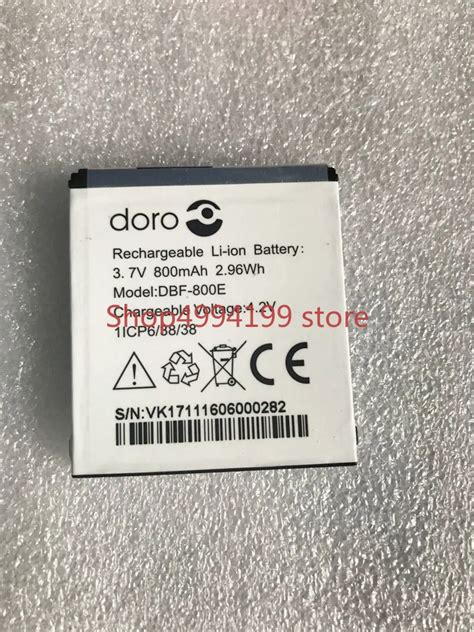 doro
Rechargeable Li-ion Battery:
3.7V 800mAh 2.96Wh
Model:DBF-800E
Chargeable Voltage:4.2V
Shop4994199 store
1ICP6/88/38
CE
S/N:VK17111606000282